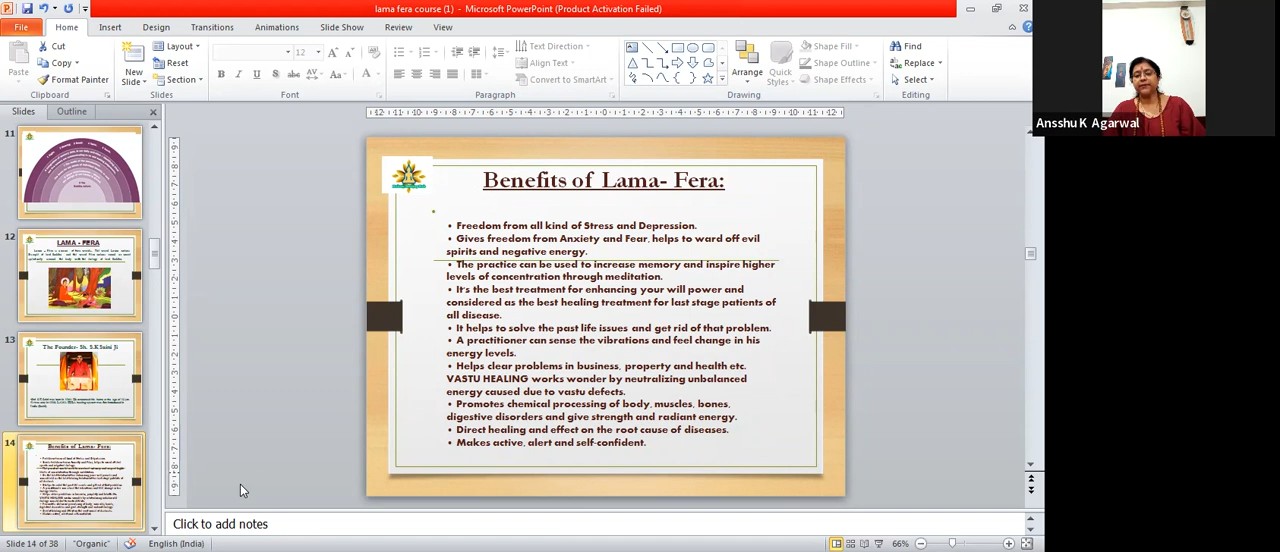 lama fera course (1) - Microsoft PowerPoint (Product Activation Failed)
File Home Insert Design Transitions Animations Slide Show Review View
Cut
Copy
Format Painter
Paste
Clipboard
New Slide
Layout
Reset
Section
Slides
12
B I U S abc AV Aa A
Font
Text Direction
Align Text
Convert to SmartArt
Paragraph
Arrange
Quick Styles
Shape Fill
Shape Outline
Shape Effects
Drawing
Find
Replace
Select
Editing
Ansshu K Agarwal
Slides Outline
11
12
LAMA - FERA
13
The Founder- Sh. S.K Saini Ji
14
Benefits of Lama- Fera:
Benefits of Lama- Fera:
• Freedom from all kind of Stress and Depression.
• Gives freedom from Anxiety and Fear, helps to ward off evil
spirits and negative energy.
• The practice can be used to increase memory and inspire higher
levels of concentration through meditation.
• It's the best treatment for enhancing your will power and
considered as the best healing treatment for last stage patients of
all disease.
• It helps to solve the past life issues and get rid of that problem.
• A practitioner can sense the vibrations and feel change in his
energy levels.
• Helps clear problems in business, property and health etc.
VASTU HEALING works wonder by neutralizing unbalanced
energy caused due to vastu defects.
• Promotes chemical processing of body, muscles, bones,
digestive disorders and give strength and radiant energy.
• Direct healing and effect on the root cause of diseases.
• Makes active, alert and self-confident.
Click to add notes
Slide 14 of 38 "Organic" English (India) 66%